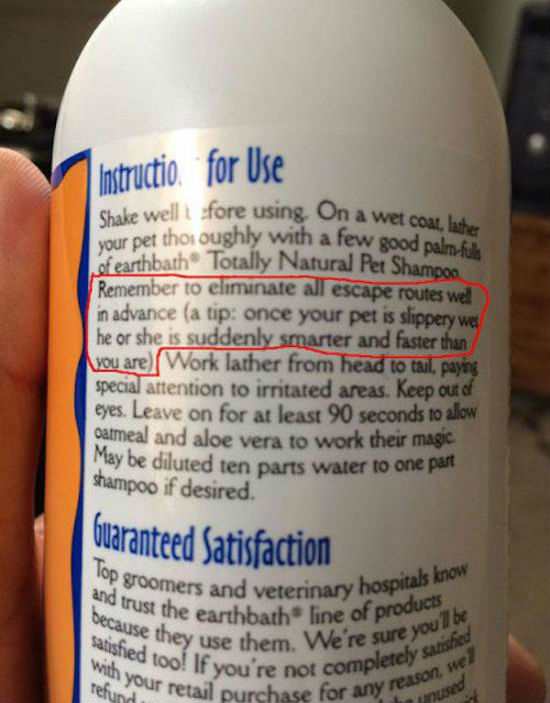 Instructio for Use
Shake well before using. On a wet coat, lather
your pet thoroughly with a few good palm-fulls
of earthbath® Totally Natural Pet Shampoo.
Remember to eliminate all escape routes well
in advance (a tip: once your pet is slippery wet
he or she is suddenly smarter and faster than
you are). Work lather from head to tail, paying
special attention to irritated areas. Keep out of
eyes. Leave on for at least 90 seconds to allow
oatmeal and aloe vera to work their magic.
May be diluted ten parts water to one part
shampoo if desired.
Guaranteed Satisfaction
Top groomers and veterinary hospitals know
and trust the earthbath® line of products
because they use them. We're sure you'll be
satisfied too! If you're not completely satisfied
with your retail purchase for any reason, we'll
refund the unused